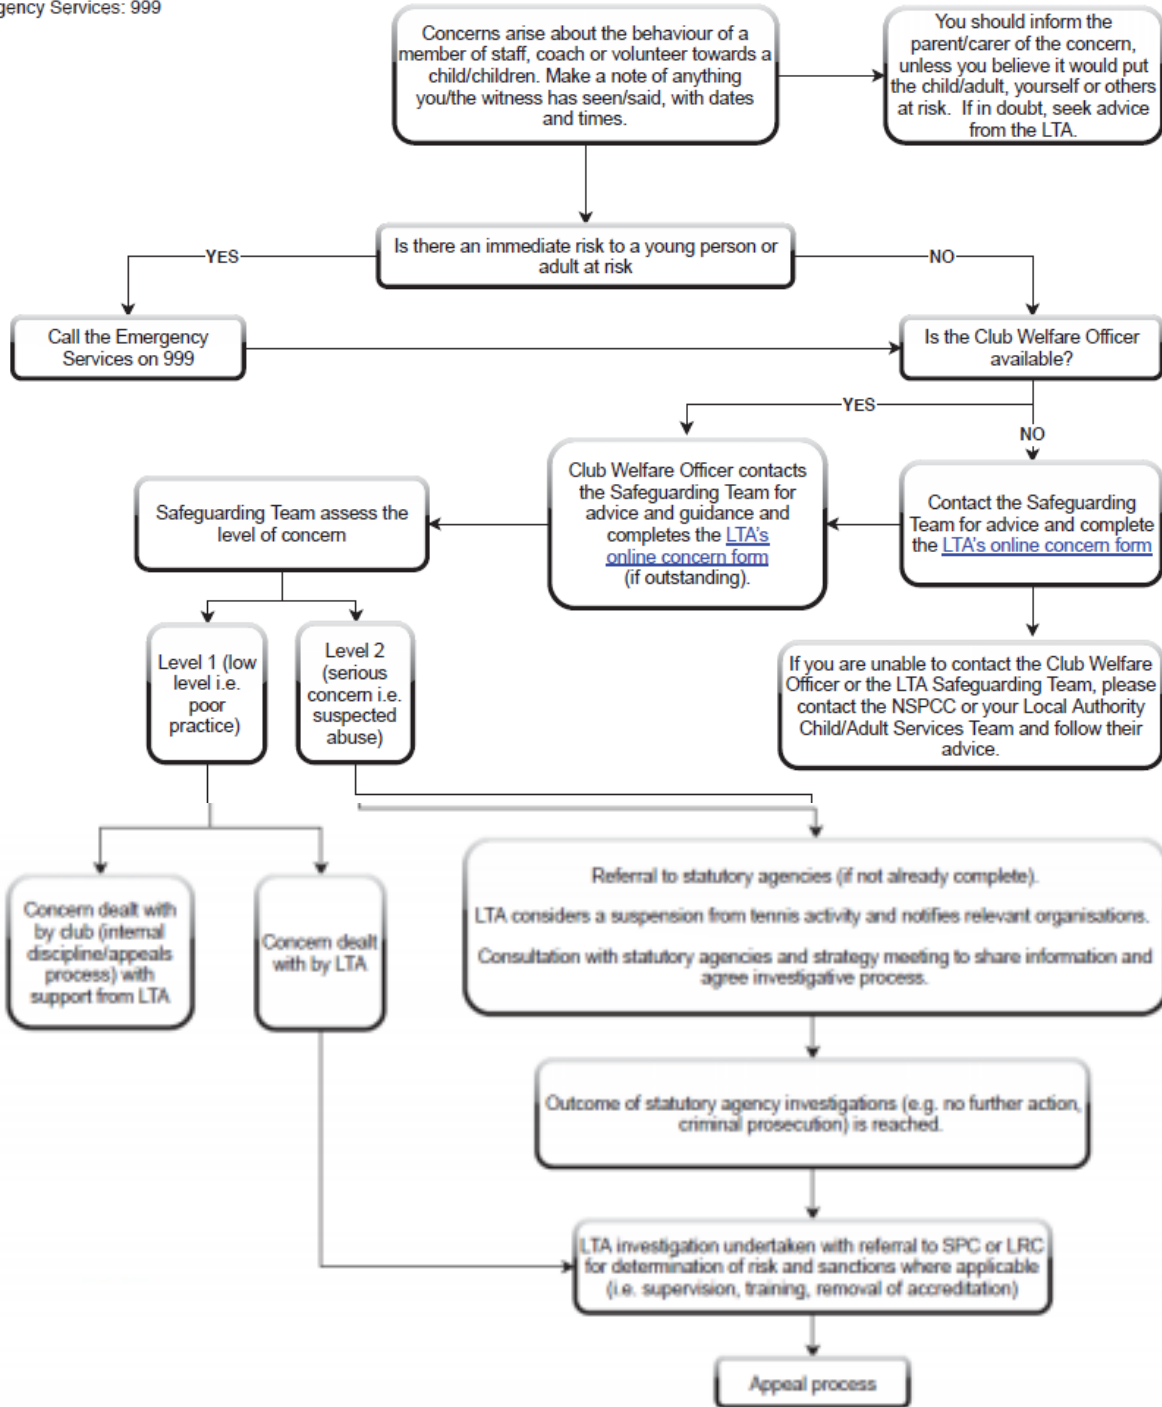 gency Services: 999
Concerns arise about the behaviour of a
member of staff, coach or volunteer towards a
child/children. Make a note of anything
you/the witness has seen/said, with dates
and times.
You should inform the
parent/carer of the concern,
unless you believe it would put
the child/adult, yourself or others
at risk. If in doubt, seek advice
from the LTA.
Is there an immediate risk to a young person or
adult at risk
YES
NO
Call the Emergency
Services on 999
Is the Club Welfare Officer
available?
YES
NO
Club Welfare Officer contacts
the Safeguarding Team for
advice and guidance and
completes the LTA's
online concern form
(if outstanding).
Contact the Safeguarding
Team for advice and complete
the LTA's online concern form
Safeguarding Team assess the
level of concern
Level 1 (low
level i.e.
poor
practice)
Level 2
(serious
concern i.e.
suspected
abuse)
If you are unable to contact the Club Welfare
Officer or the LTA Safeguarding Team, please
contact the NSPCC or your Local Authority
Child/Adult Services Team and follow their
advice.
Concern dealt with
by club (internal
discipline/appeals
process) with
support from LTA
Concern dealt
with by LTA
Referral to statutory agencies (if not already complete).
LTA considers a suspension from tennis activity and notifies relevant organisations.
Consultation with statutory agencies and strategy meeting to share information and
agree investigative process.
Outcome of statutory agency investigations (e.g. no further action,
criminal prosecution) is reached.
LTA investigation undertaken with referral to SPC or LRC
for determination of risk and sanctions where applicable
(i.e. supervision, training, removal of accreditation)
Appeal process